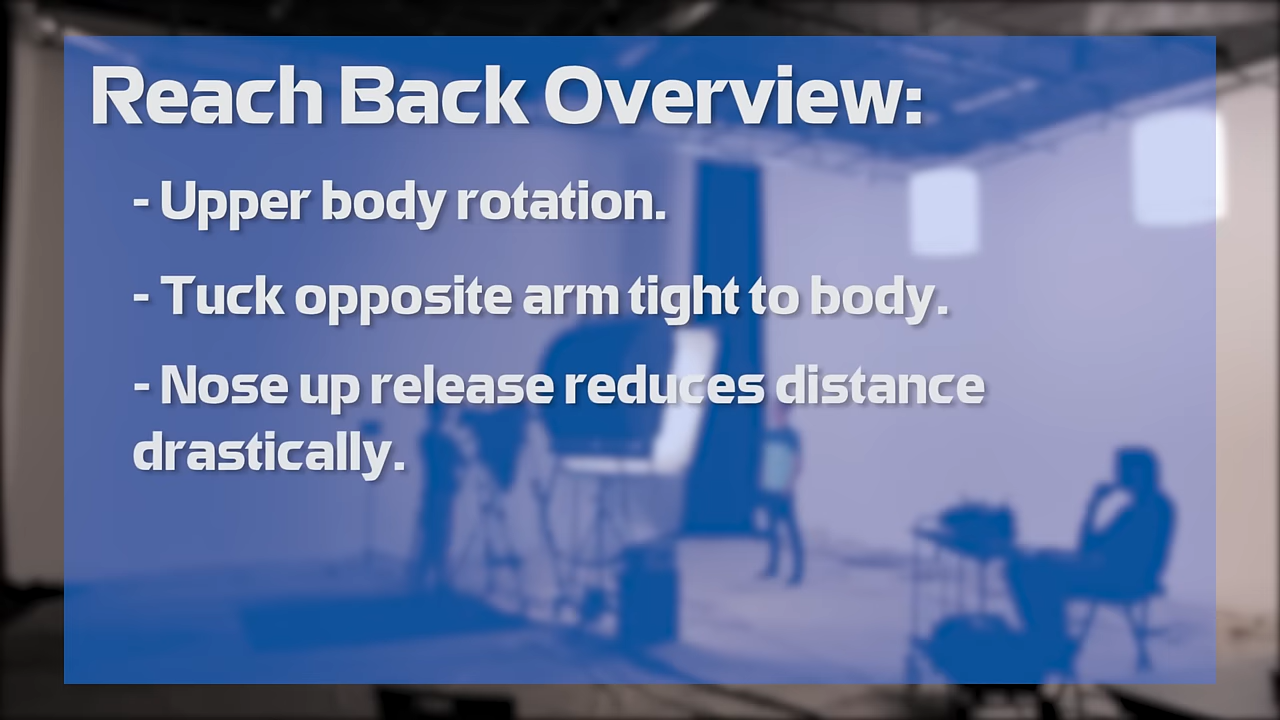 Reach Back Overview:
- Upper body rotation.
- Tuck opposite arm tight to body.
- Nose up release reduces distance
drastically.